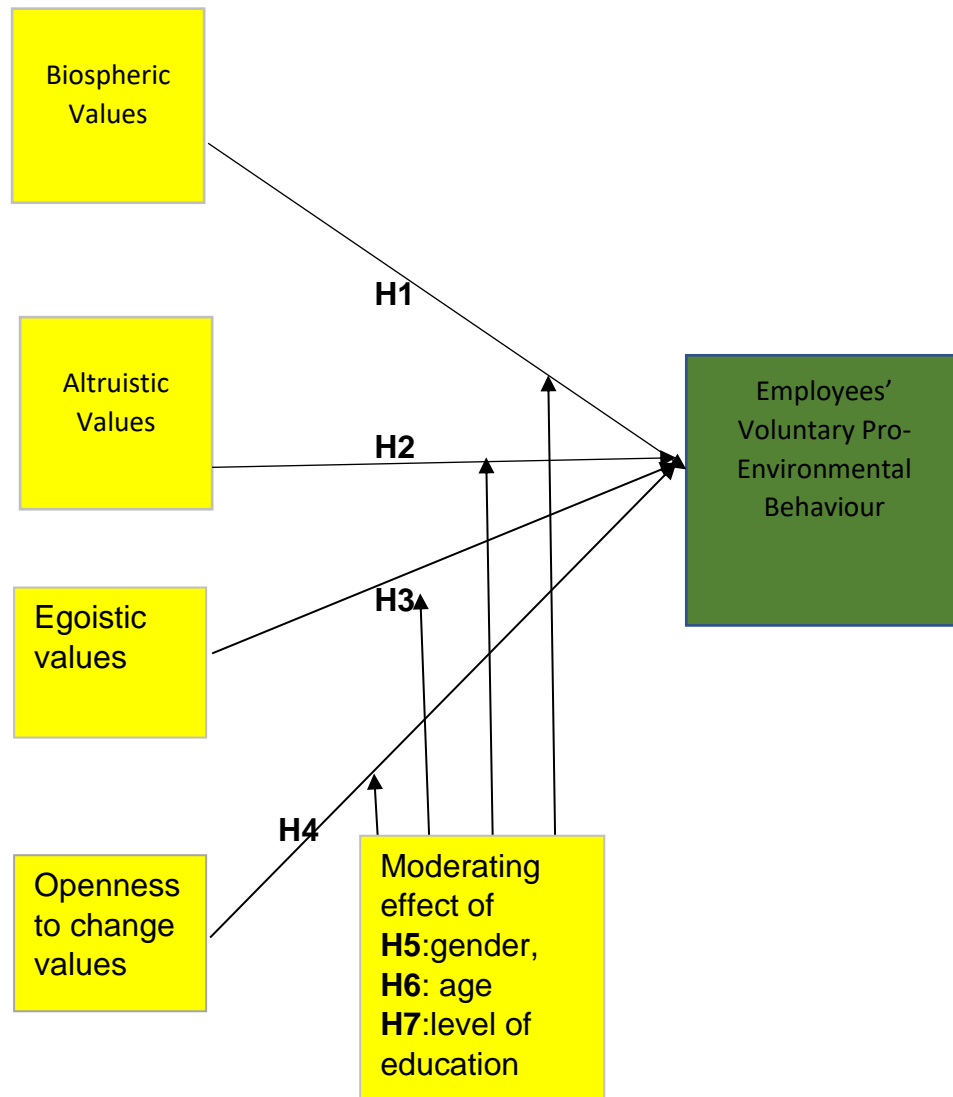 Biospheric
Values
H1
Altruistic
Values
H2
Employees’
Voluntary Pro-
Environmental
Behaviour
Egoistic
values
H3
H4
Openness
to change
values
Moderating
effect of
H5:gender,
H6: age
H7:level of
education